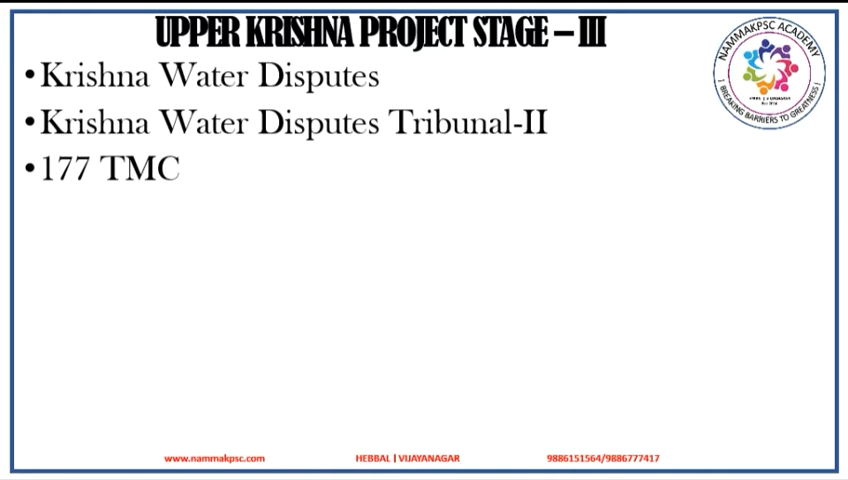 UPPER KRISHNA PROJECT STAGE – III
• Krishna Water Disputes
• Krishna Water Disputes Tribunal-II
• 177 TMC
NAMMAKPSC ACADEMY
! BREAKING BARRIERS TO GREATNESS !
www.nammakpsc.com HEBBAL | VIJAYANAGAR 9886151564/9886777417